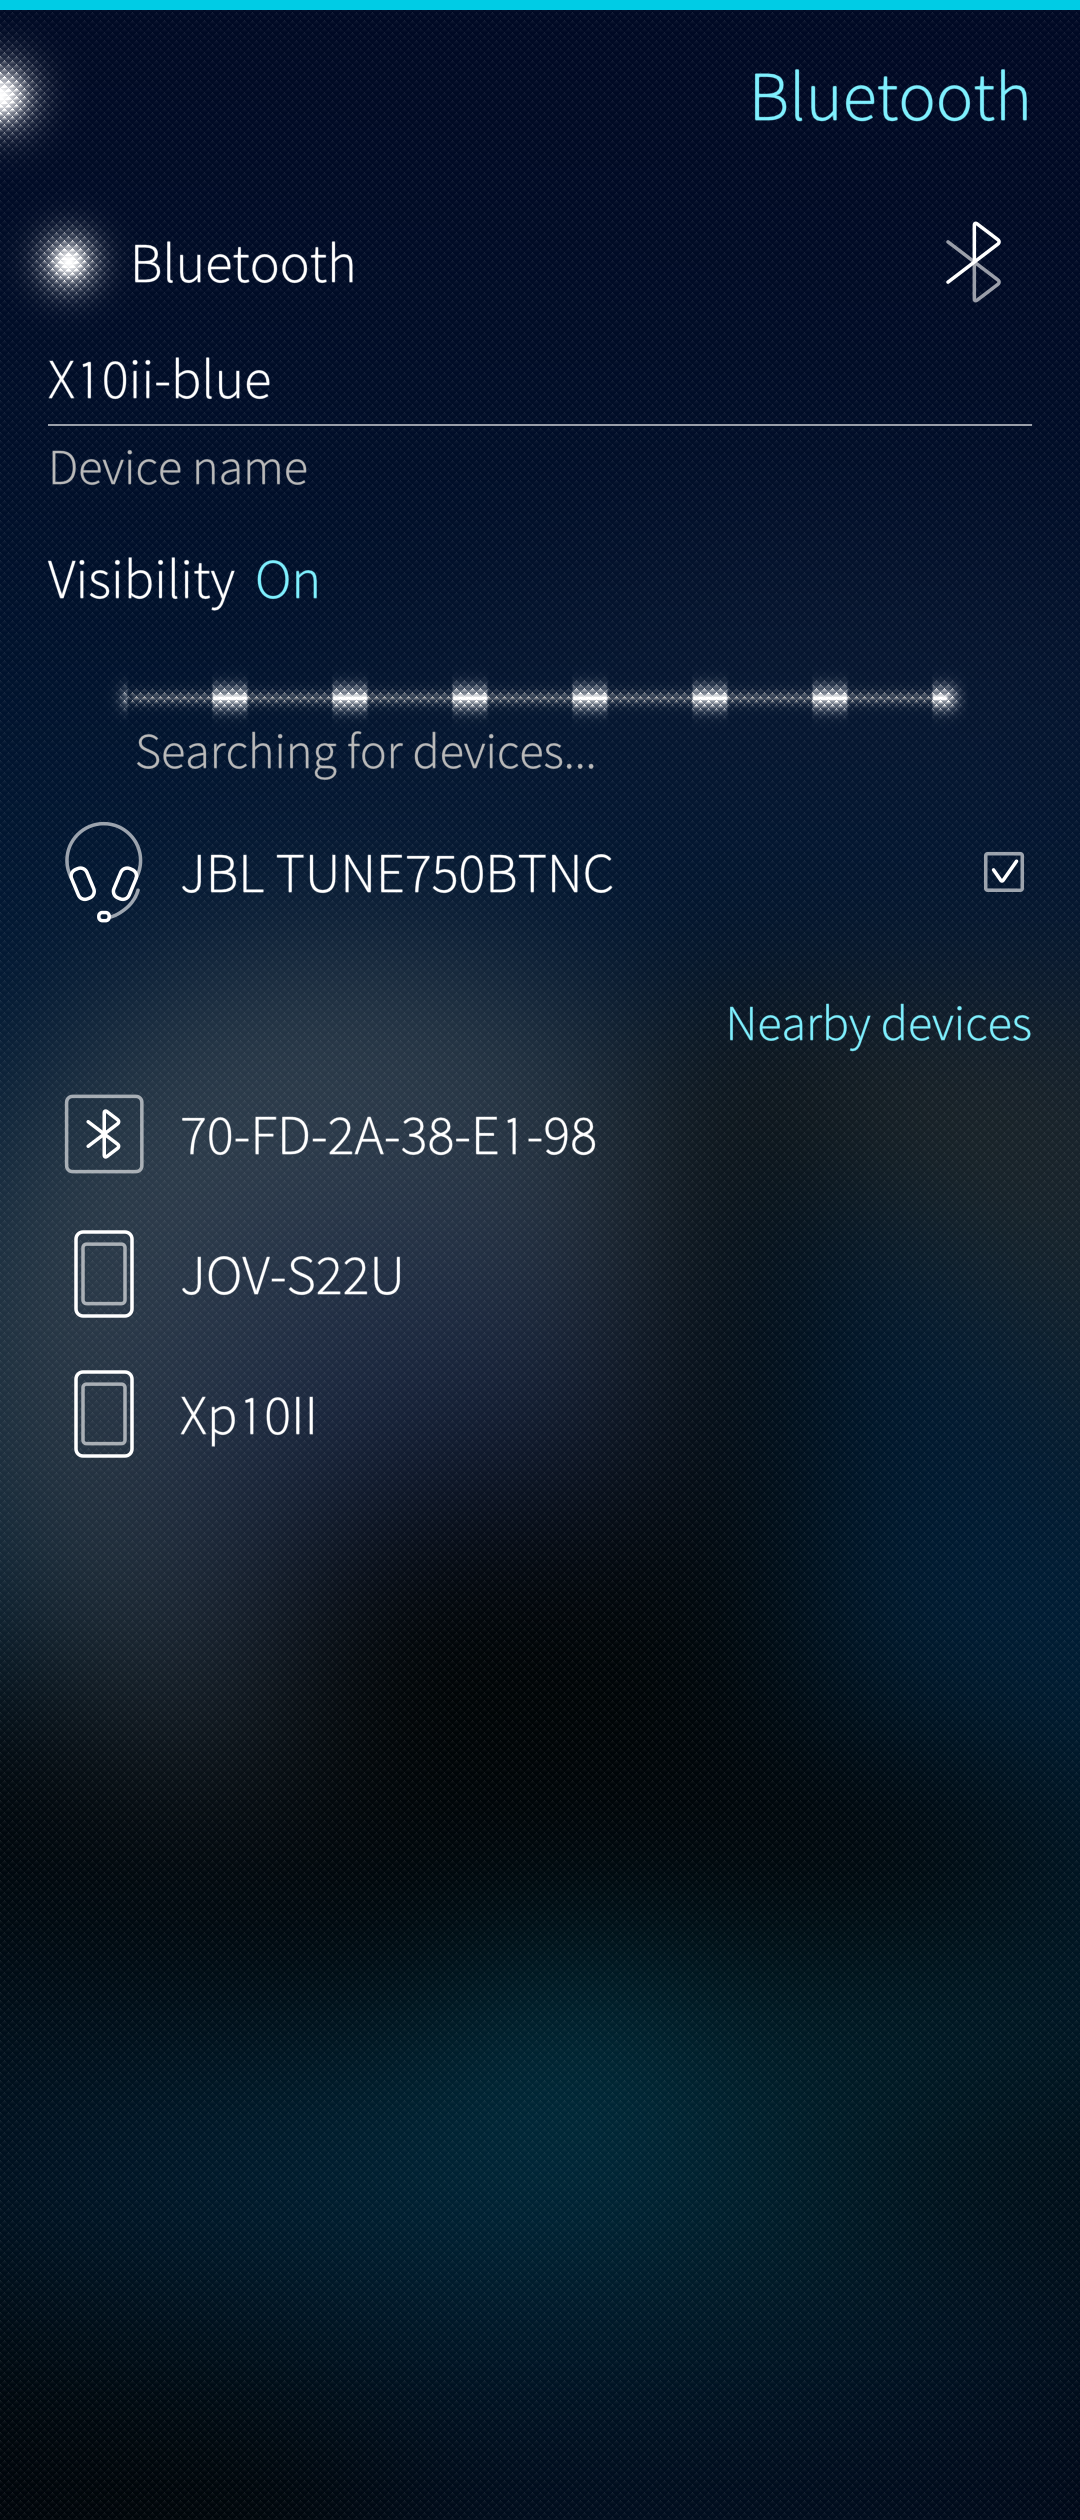 Bluetooth
Bluetooth
X10ii-blue
Device name
Visibility On
Searching for devices...
JBL TUNE750BTNC
Nearby devices
70-FD-2A-38-E1-98
JOV-S22U
Xp10II